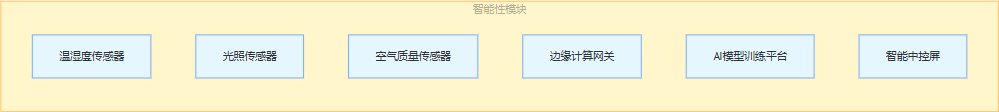 智能性模块
温湿度传感器
光照传感器
空气质量传感器
边缘计算网关
AI模型训练平台
智能中控屏